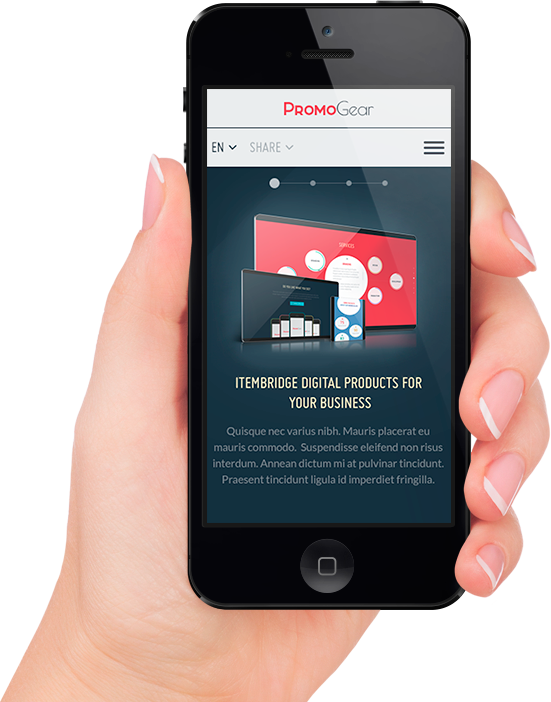 PROMOGEAR
EN SHARE
SERVICES
ITEMBRIDGE DIGITAL PRODUCTS FOR
YOUR BUSINESS
Quisque nec varius nibh. Mauris placerat eu
mauris commodo. Suspendisse eleifend non risus
interdum. Annean dictum mi at pulvinar tincidunt.
Praesent tincidunt ligula id imperdiet fringilla.